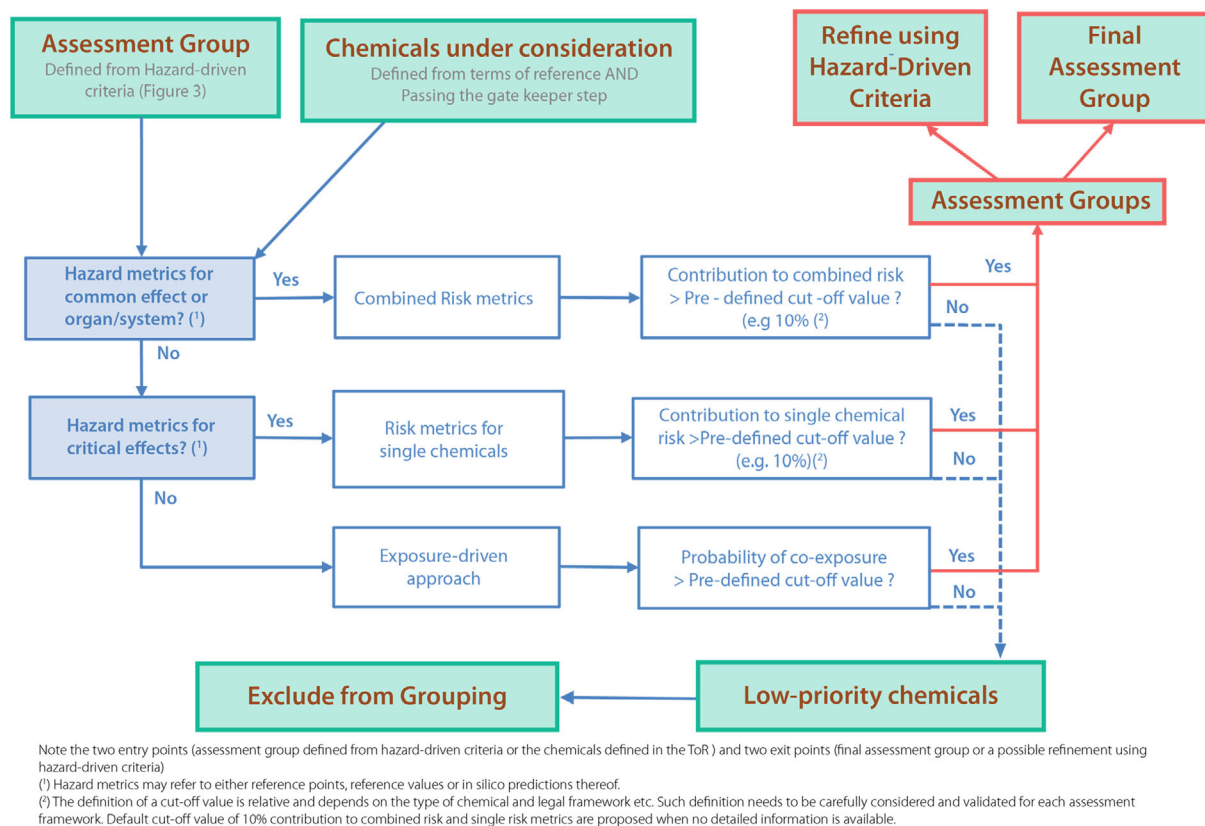 Assessment Group
Defined from Hazard-driven
criteria (Figure 3)
Chemicals under consideration
Defined from terms of reference AND
Passing the gate keeper step
Refine using
Hazard-Driven
Criteria
Final
Assessment
Group
Assessment Groups
Hazard metrics for
common effect or
organ/system? (¹)
Yes
Combined Risk metrics
Contribution to combined risk
> Pre - defined cut -off value ?
(e.g 10% (²)
Yes
No
No
Hazard metrics for
critical effects? (¹)
Yes
Risk metrics for
single chemicals
Contribution to single chemical
risk >Pre-defined cut-off value ?
(e.g. 10%)(²)
Yes
No
No
Exposure-driven
approach
Probability of co-exposure
> Pre-defined cut-off value ?
Yes
No
Exclude from Grouping
Low-priority chemicals
Note the two entry points (assessment group defined from hazard-driven criteria or the chemicals defined in the ToR ) and two exit points (final assessment group or a possible refinement using
hazard-driven criteria)
(¹) Hazard metrics may refer to either reference points, reference values or in silico predictions thereof.
(²) The definition of a cut-off value is relative and depends on the type of chemical and legal framework etc. Such definition needs to be carefully considered and validated for each assessment
framework. Default cut-off value of 10% contribution to combined risk and single risk metrics are proposed when no detailed information is available.